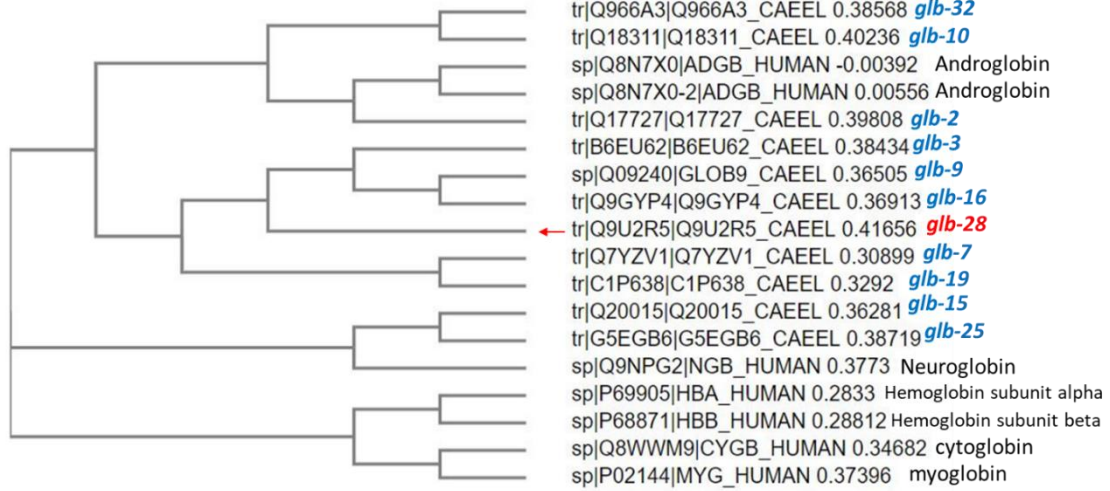 tr|Q966A3|Q966A3_CAEEL 0.38568 glb-32
tr|Q18311|Q18311_CAEEL 0.40236 glb-10
sp|Q8N7X0|ADGB_HUMAN -0.00392 Androglobin
sp|Q8N7X0-2|ADGB_HUMAN 0.00556 Androglobin
tr|Q17727|Q17727_CAEEL 0.39808 glb-2
tr|B6EU62|B6EU62_CAEEL 0.38434 glb-3
sp|Q09240|GLOB9_CAEEL 0.36505 glb-9
tr|Q9GYP4|Q9GYP4_CAEEL 0.36913 glb-16
tr|Q9U2R5|Q9U2R5_CAEEL 0.41656 glb-28
tr|Q7YZV1|Q7YZV1_CAEEL 0.30899 glb-7
tr|C1P638|C1P638_CAEEL 0.3292 glb-19
tr|Q20015|Q20015_CAEEL 0.36281 glb-15
tr|G5EGB6|G5EGB6_CAEEL 0.38719 glb-25
sp|Q9NPG2|NGB_HUMAN 0.3773 Neuroglobin
sp|P69905|HBA_HUMAN 0.2833 Hemoglobin subunit alpha
sp|P68871|HBB_HUMAN 0.28812 Hemoglobin subunit beta
sp|Q8WWM9|CYGB_HUMAN 0.34682 cytoglobin
sp|P02144|MYG_HUMAN 0.37396 myoglobin